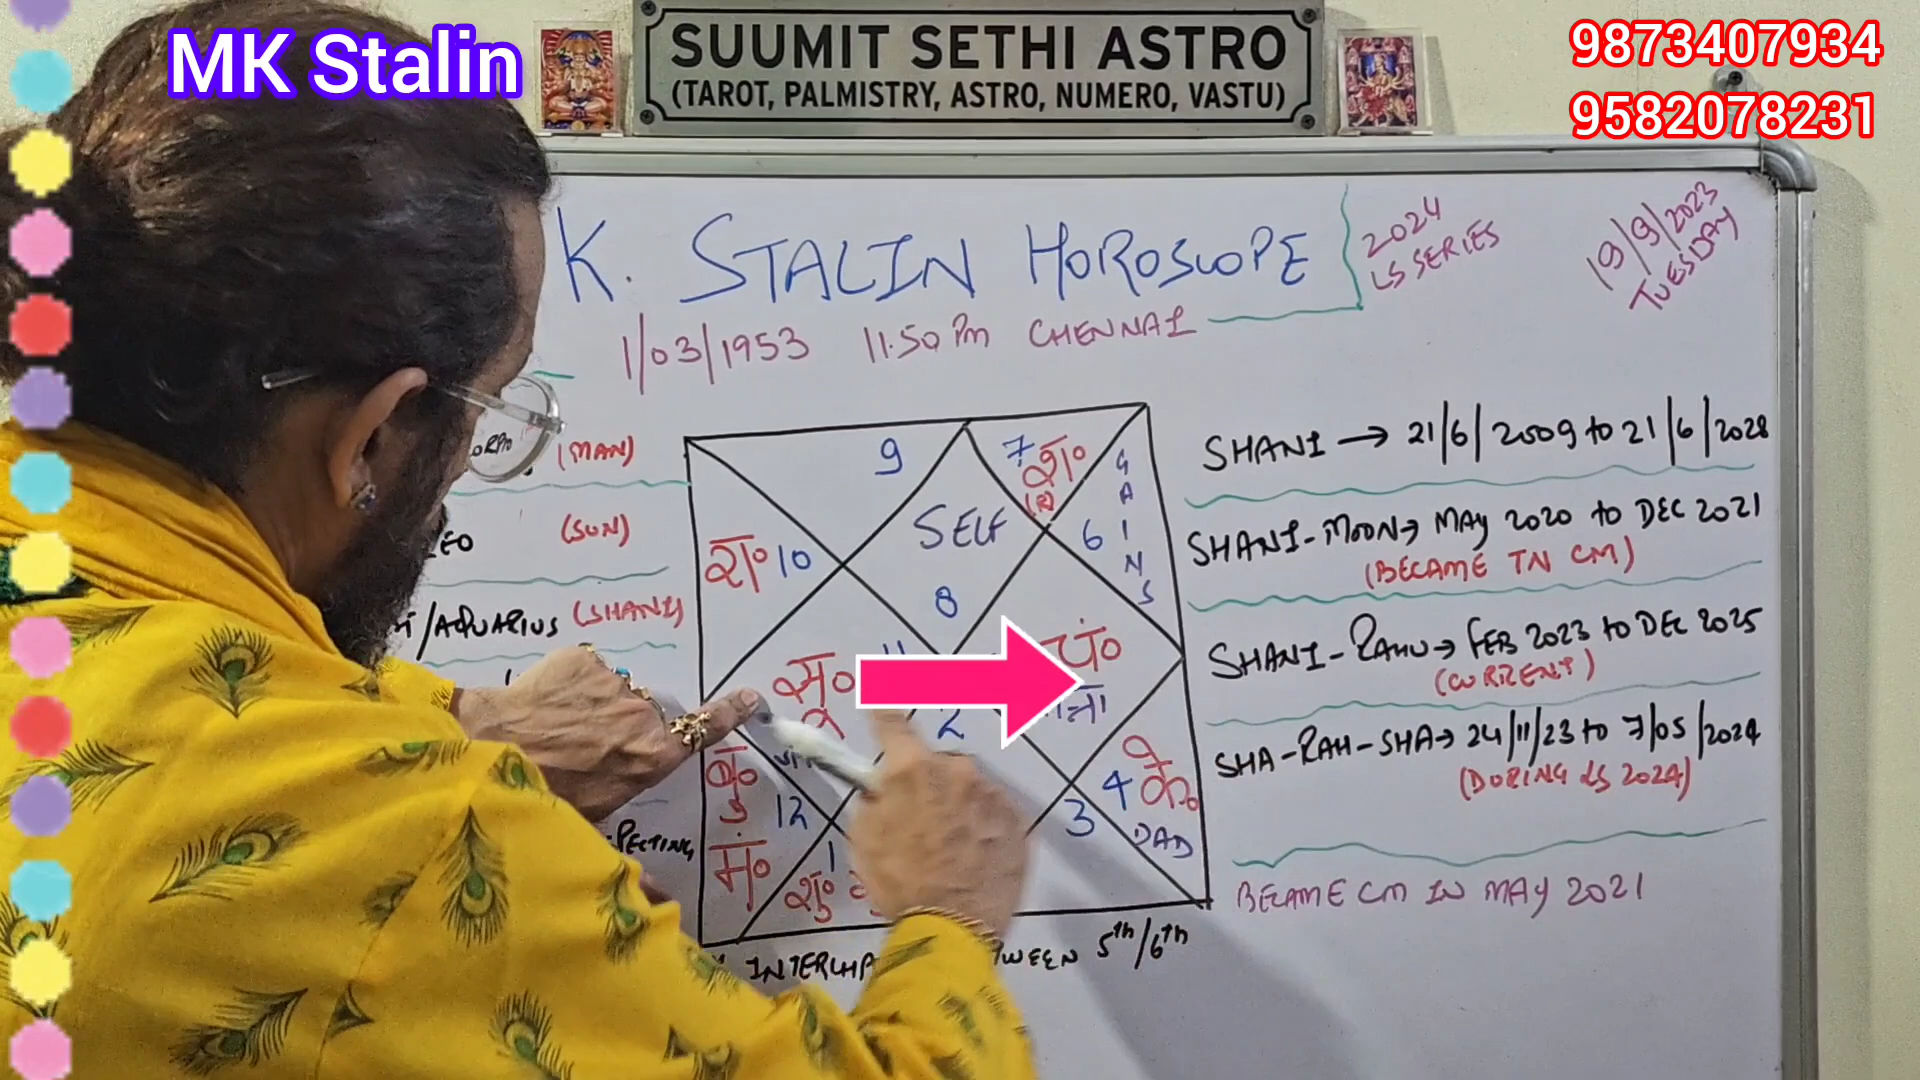 MK Stalin
SUUMIT SETHI ASTRO
(TAROT, PALMISTRY, ASTRO, NUMERO, VASTU)
9873407934
9582078231
K. STALIN HOROSCOPE
2024
LS SERIES
19/9/2023
TUESDAY
1/03/1953 11.50 Pm CHENNAI
(MAN)
(SUN)
/AQUARIUS (SHANI)
9
7
श०
(R)
GAINS
SELF
6
श० 10
8
सू०
चं०
2
बु०
12
मं०
1
शु०
3
4
के०
DAD
5th/6th
SHANI → 21/6/2009 to 21/6/2028
SHANI-MOON → MAY 2020 to DEC 2021
(BECAME TN CM)
SHANI-RAHU → FEB 2023 to DEC 2025
(CURRENT)
SHA-RAH-SHA → 24/11/23 to 7/05/2024
(DURING LS 2024)
BECAME CM IN MAY 2021